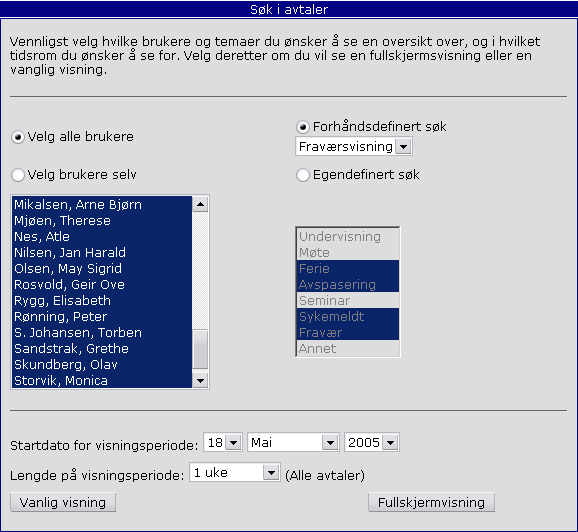 Søk i avtaler
Vennligst velg hvilke brukere og temaer du ønsker å se en oversikt over, og i hvilket
tidsrom du ønsker å se for. Velg deretter om du vil se en fullskjermsvisning eller en
vanglig visning.
Velg alle brukere
Velg brukere selv
Mikalsen, Arne Bjørn
Mjøen, Therese
Nes, Atle
Nilsen, Jan Harald
Olsen, May Sigrid
Rosvold, Geir Ove
Rygg, Elisabeth
Rønning, Peter
S. Johansen, Torben
Sandstrak, Grethe
Skundberg, Olav
Storvik, Monica
Forhåndsdefinert søk
Fraværsvisning
Egendefinert søk
Undervisning
Møte
Ferie
Avspasering
Seminar
Sykemeldt
Fravær
Annet
Startdato for visningsperiode: 18 Mai 2005
Lengde på visningsperiode: 1 uke (Alle avtaler)
Vanlig visning Fullskjermvisning